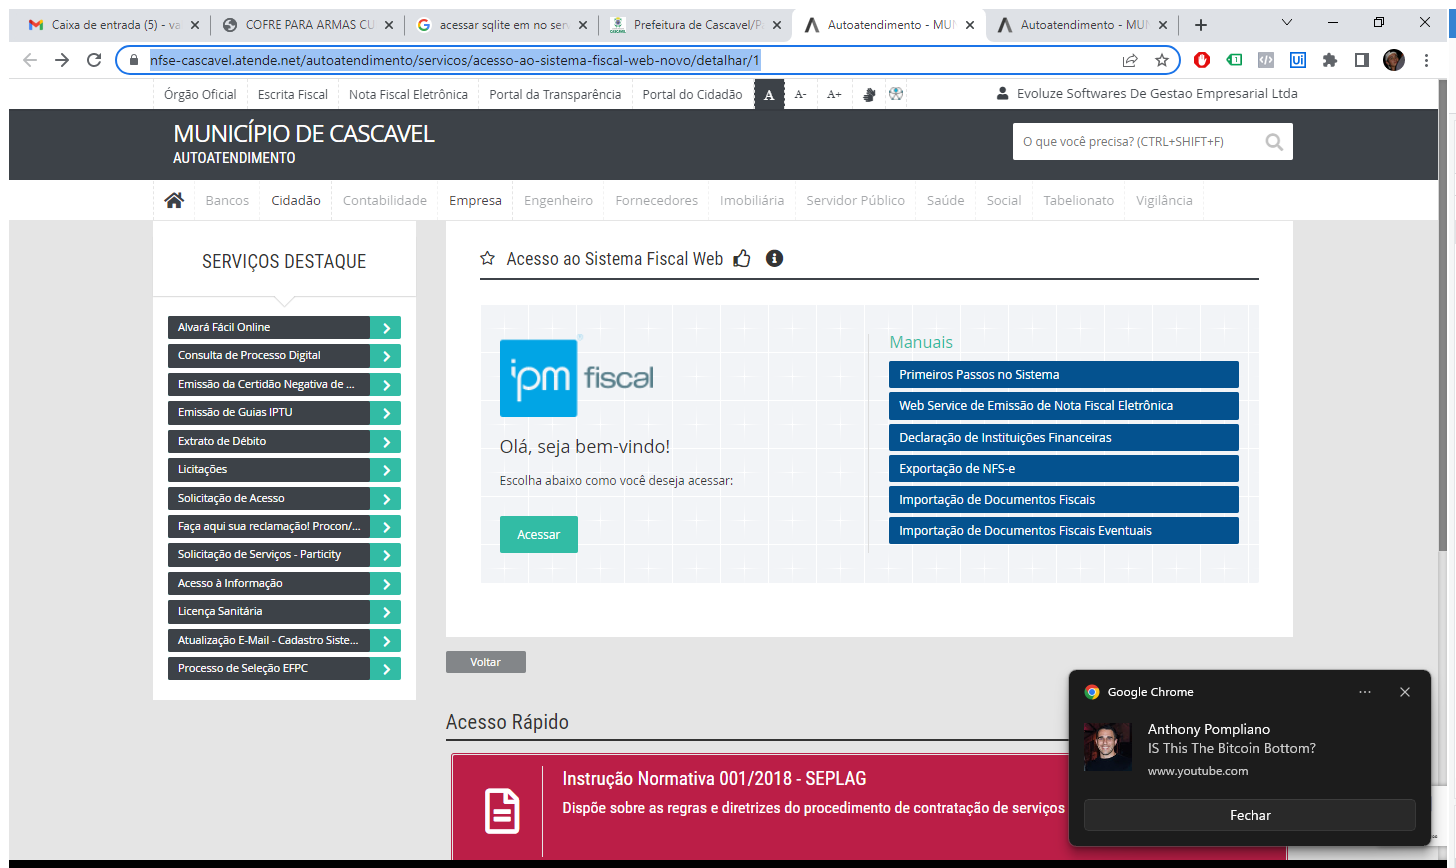 Caixa de entrada (5) - va
COFRE PARA ARMAS CU
acessar sqlite em no ser
Prefeitura de Cascavel/P
Autoatendimento - MUN
Autoatendimento - MUN
nfse-cascavel.atende.net/autoatendimento/servicos/acesso-ao-sistema-fiscal-web-novo/detalhar/1
Órgão Oficial Escrita Fiscal Nota Fiscal Eletrônica Portal da Transparência Portal do Cidadão A A- A+ Evoluze Softwares De Gestao Empresarial Ltda
MUNICÍPIO DE CASCAVEL
AUTOATENDIMENTO
O que você precisa? (CTRL+SHIFT+F)
Bancos Cidadão Contabilidade Empresa Engenheiro Fornecedores Imobiliária Servidor Público Saúde Social Tabelionato Vigilância
SERVIÇOS DESTAQUE
Alvará Fácil Online
Consulta de Processo Digital
Emissão da Certidão Negativa de ...
Emissão de Guias IPTU
Extrato de Débito
Licitações
Solicitação de Acesso
Faça aqui sua reclamação! Procon/...
Solicitação de Serviços - Particity
Acesso à Informação
Licença Sanitária
Atualização E-Mail - Cadastro Siste...
Processo de Seleção EFPC
Acesso ao Sistema Fiscal Web
ipm fiscal
Olá, seja bem-vindo!
Escolha abaixo como você deseja acessar:
Acessar
Manuais
Primeiros Passos no Sistema
Web Service de Emissão de Nota Fiscal Eletrônica
Declaração de Instituições Financeiras
Exportação de NFS-e
Importação de Documentos Fiscais
Importação de Documentos Fiscais Eventuais
Voltar
Acesso Rápido
Instrução Normativa 001/2018 - SEPLAG
Dispõe sobre as regras e diretrizes do procedimento de contratação de serviços
Google Chrome
Anthony Pompliano
IS This The Bitcoin Bottom?
www.youtube.com
Fechar